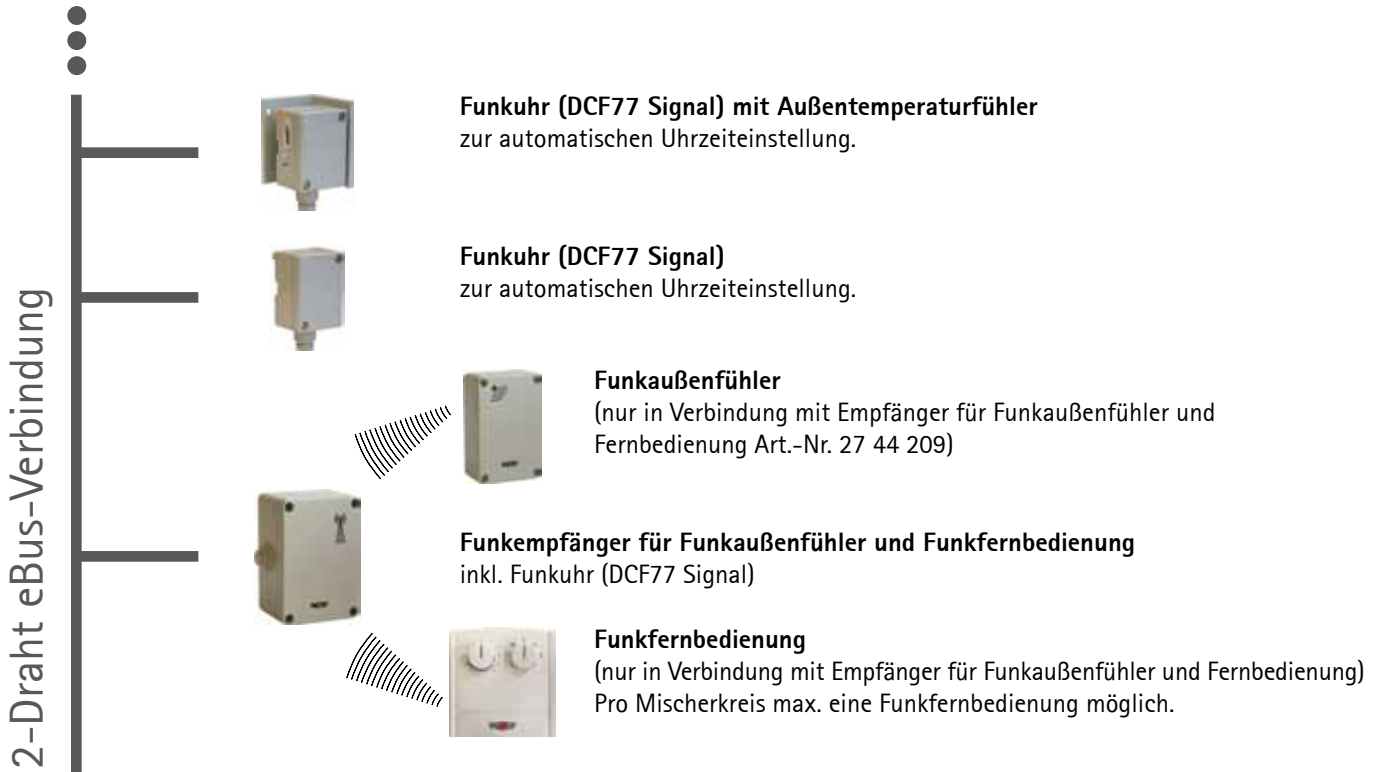 Funkuhr (DCF77 Signal) mit Außentemperaturfühler
zur automatischen Uhrzeiteinstellung.
Funkuhr (DCF77 Signal)
zur automatischen Uhrzeiteinstellung.
Funkaußenfühler
(nur in Verbindung mit Empfänger für Funkaußenfühler und
Fernbedienung Art.-Nr. 27 44 209)
Funkempfänger für Funkaußenfühler und Funkfernbedienung
inkl. Funkuhr (DCF77 Signal)
Funkfernbedienung
(nur in Verbindung mit Empfänger für Funkaußenfühler und Fernbedienung)
Pro Mischerkreis max. eine Funkfernbedienung möglich.
2-Draht eBus-Verbindung